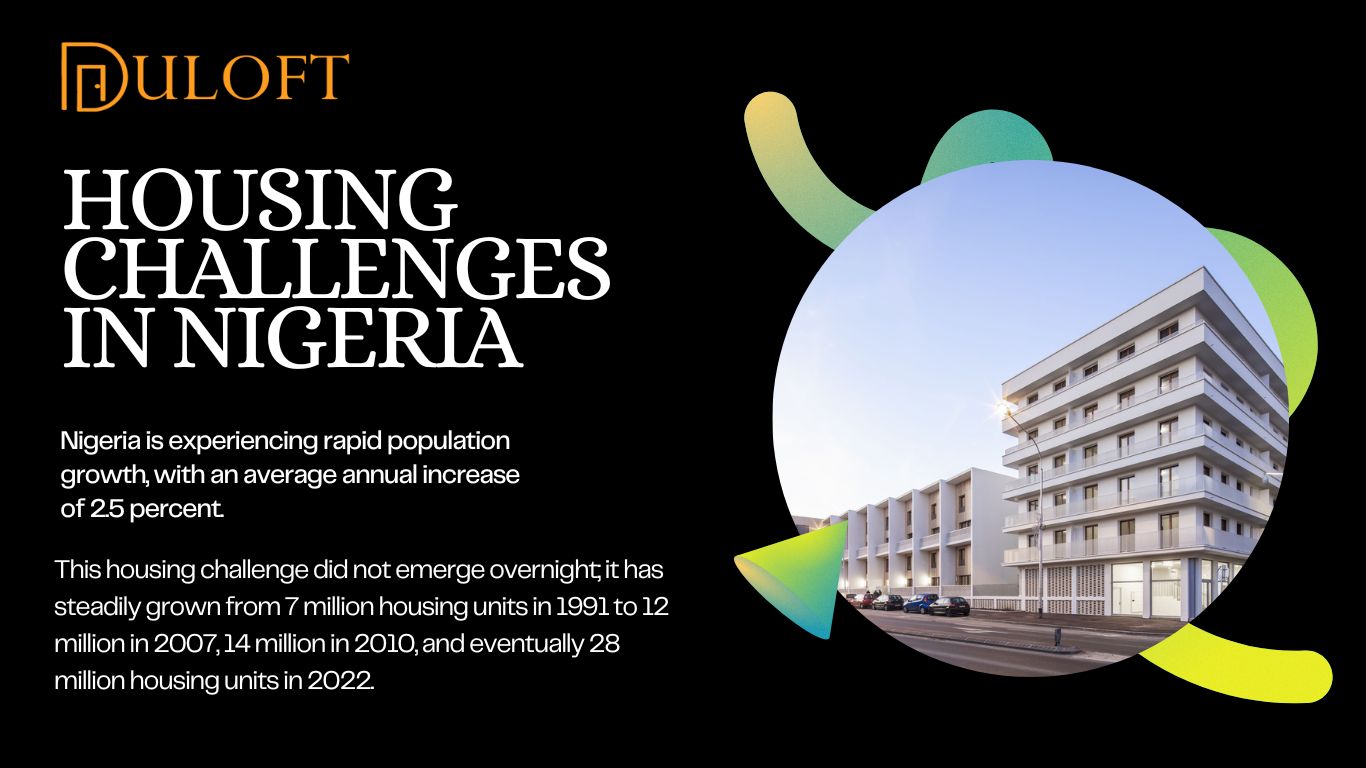 DULOFT
HOUSING
CHALLENGES
IN NIGERIA
Nigeria is experiencing rapid population
growth, with an average annual increase
of 2.5 percent.
This housing challenge did not emerge overnight; it has
steadily grown from 7 million housing units in 1991 to 12
million in 2007, 14 million in 2010, and eventually 28
million housing units in 2022.